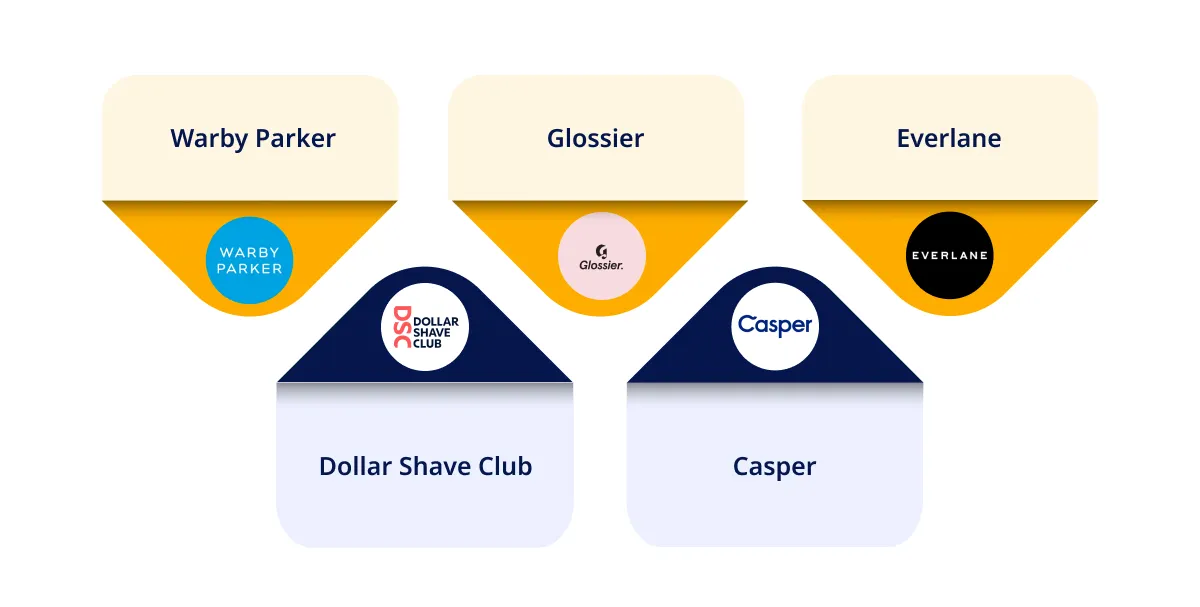 Warby Parker
Glossier
Everlane
WARBY
PARKER
Glossier.
EVERLANE
DSC
DOLLAR
SHAVE
CLUB
Casper
Dollar Shave Club
Casper